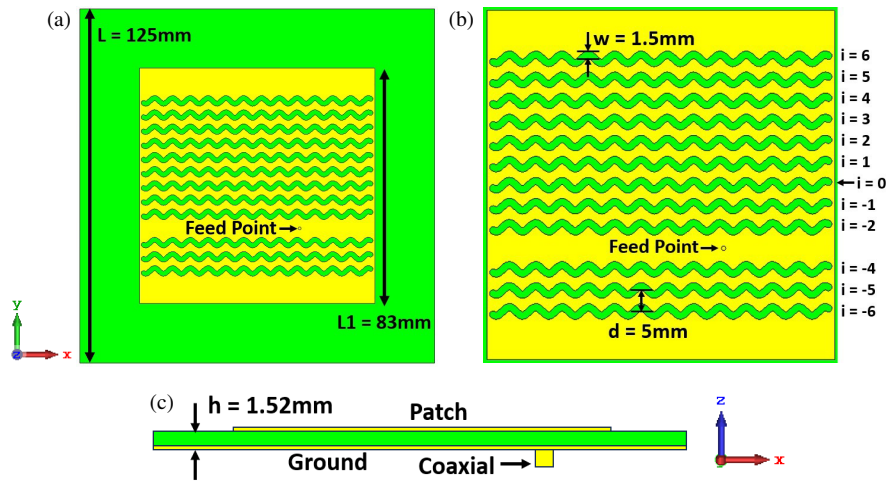 (a)
L = 125mm
Feed Point
L1 = 83mm
y
z
x
(b)
w = 1.5mm
i = 6
i = 5
i = 4
i = 3
i = 2
i = 1
i = 0
i = -1
i = -2
Feed Point
i = -4
i = -5
i = -6
d = 5mm
(c)
h = 1.52mm
Patch
Ground
Coaxial
z
x